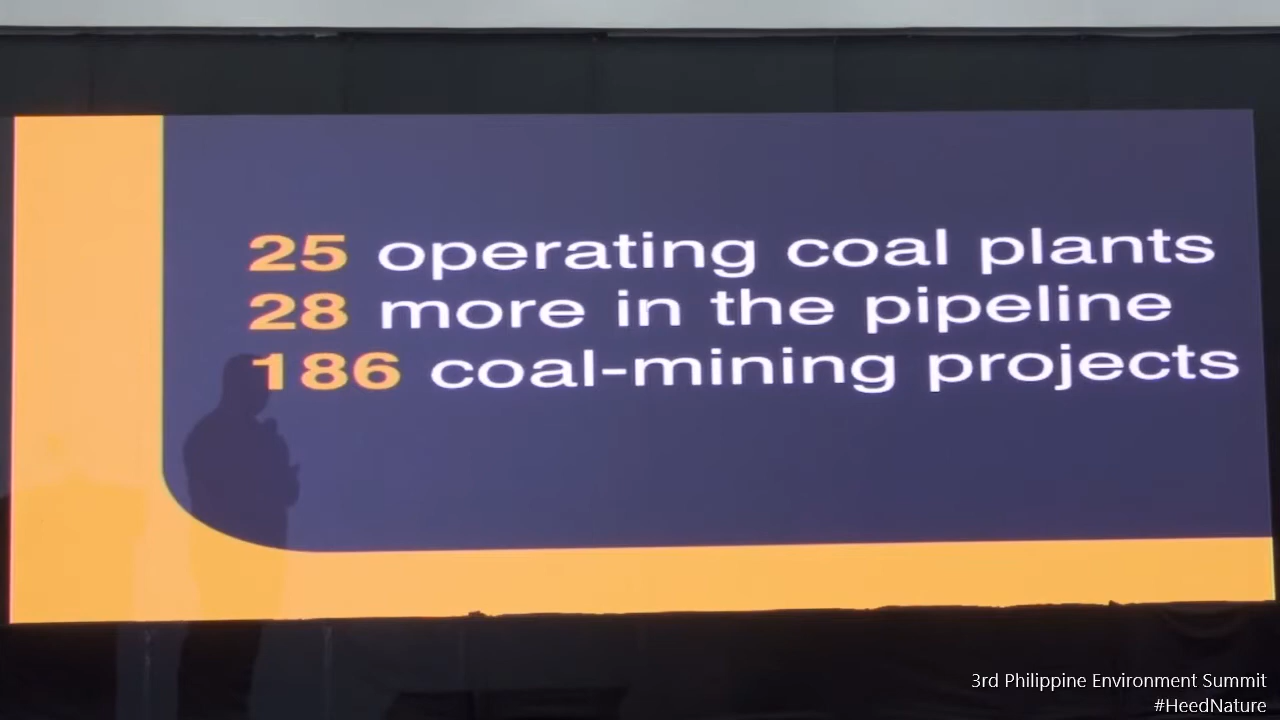 25 operating coal plants
28 more in the pipeline
186 coal-mining projects
3rd Philippine Environment Summit
#HeedNature